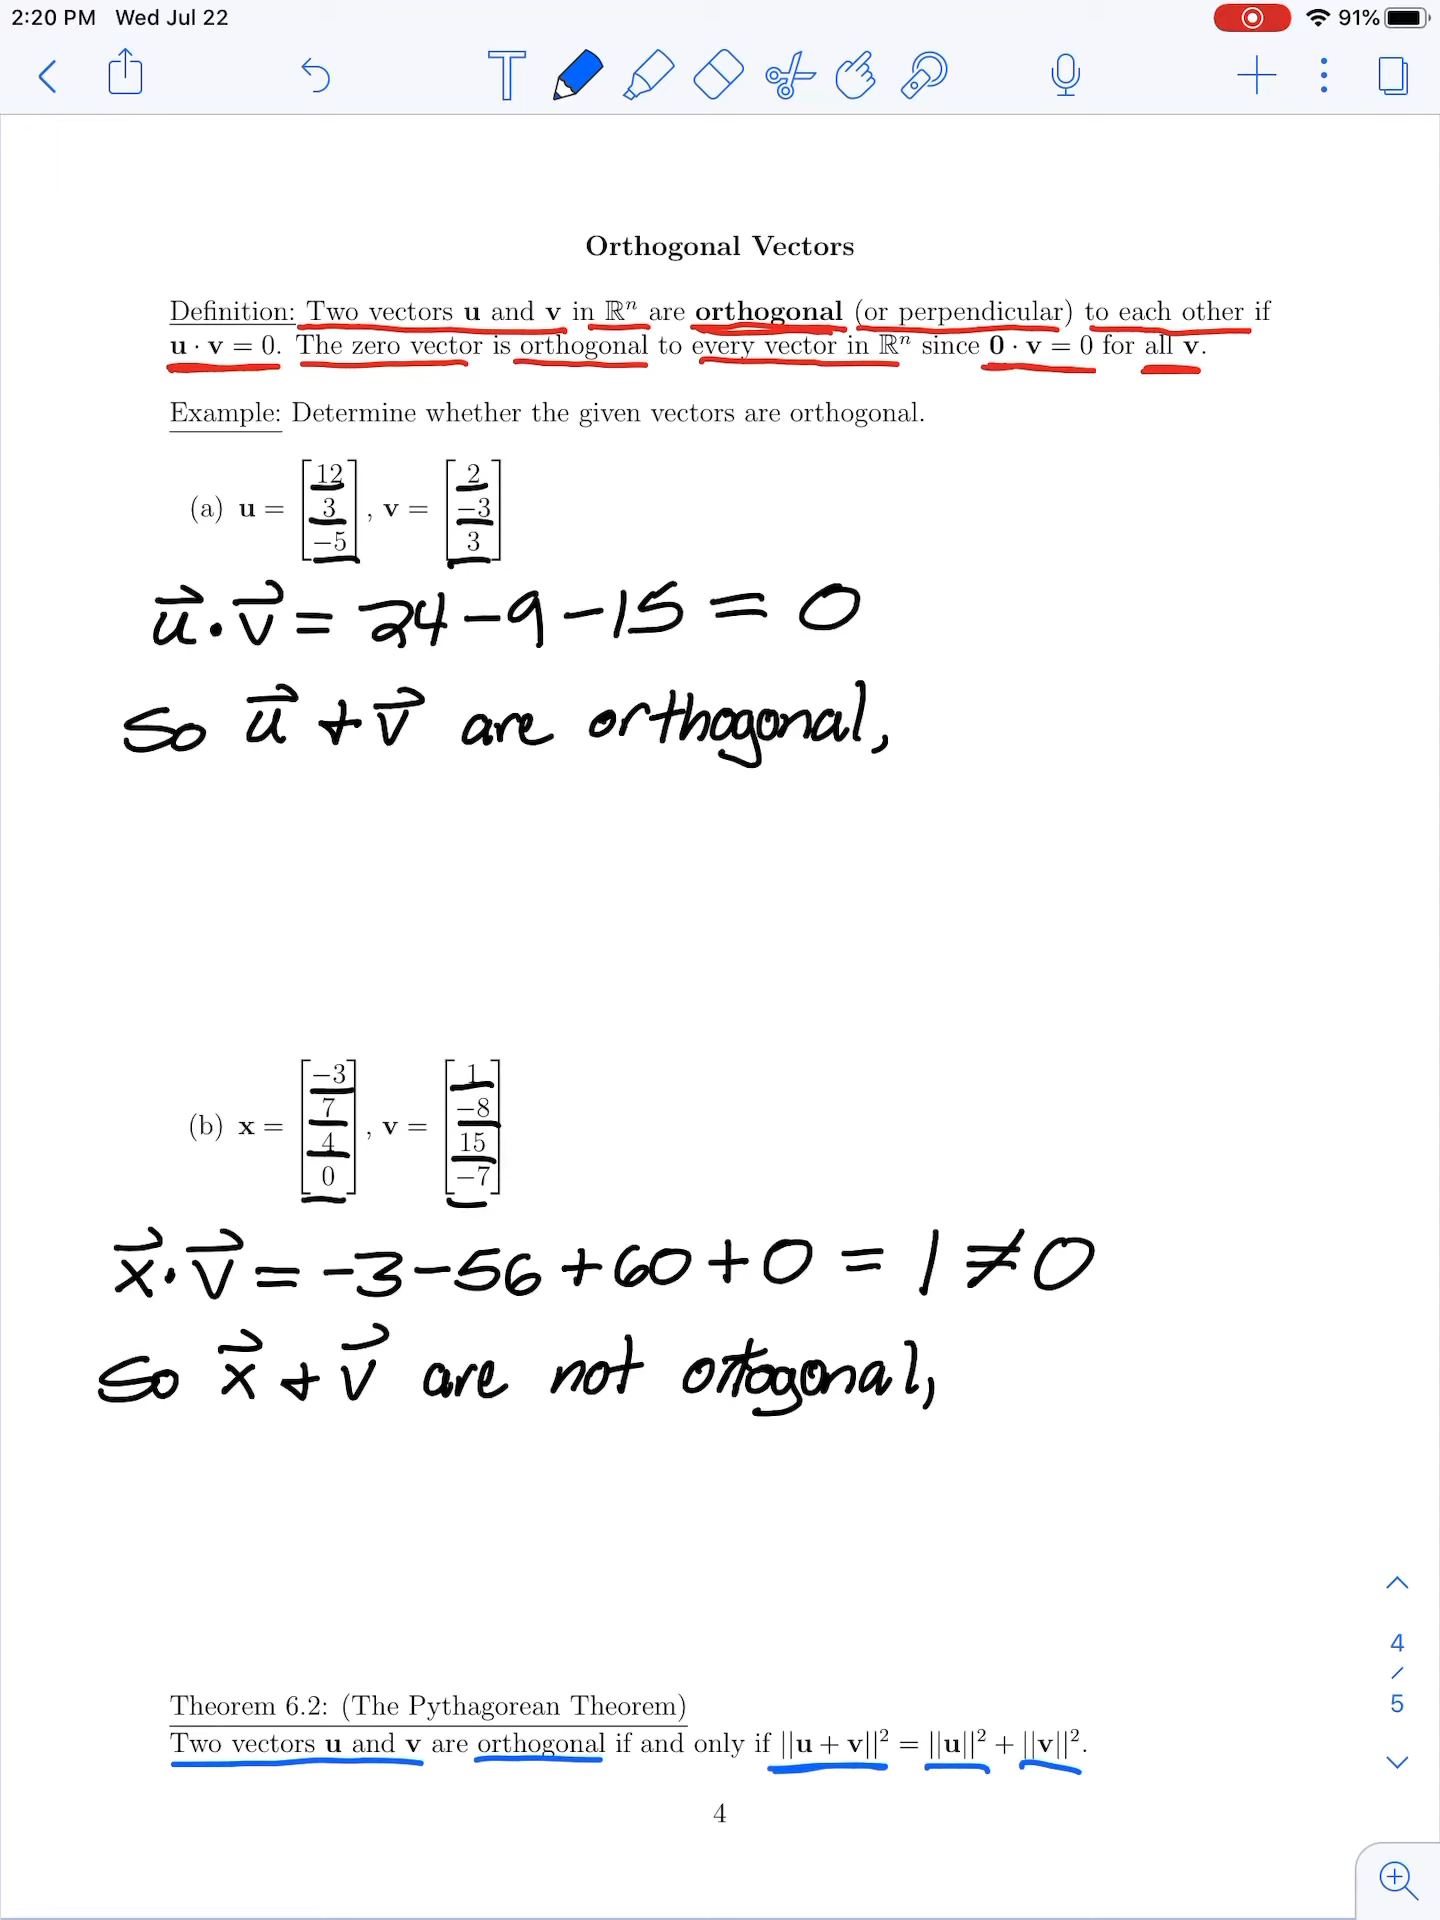 2:20 PM Wed Jul 22 91%
Orthogonal Vectors
Definition: Two vectors u and v in ℝⁿ are orthogonal (or perpendicular) to each other if
u · v = 0. The zero vector is orthogonal to every vector in ℝⁿ since 0 · v = 0 for all v.
Example: Determine whether the given vectors are orthogonal.
(a) u = [12 3 −5], v = [2 −3 3]
u⃗ · v⃗ = 24 − 9 − 15 = 0
So u⃗ + v⃗ are orthogonal,
(b) x = [−3 7 4 0], v = [1 −8 15 −7]
x⃗ · v⃗ = −3 − 56 + 60 + 0 = 1 ≠ 0
So x⃗ + v⃗ are not ortogonal,
4
/
5
Theorem 6.2: (The Pythagorean Theorem)
Two vectors u and v are orthogonal if and only if ||u + v||² = ||u||² + ||v||².
4